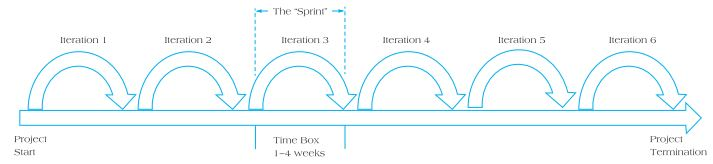 The "Sprint"
Iteration 1
Iteration 2
Iteration 3
Iteration 4
Iteration 5
Iteration 6
Project
Start
Time Box
1–4 weeks
Project
Termination